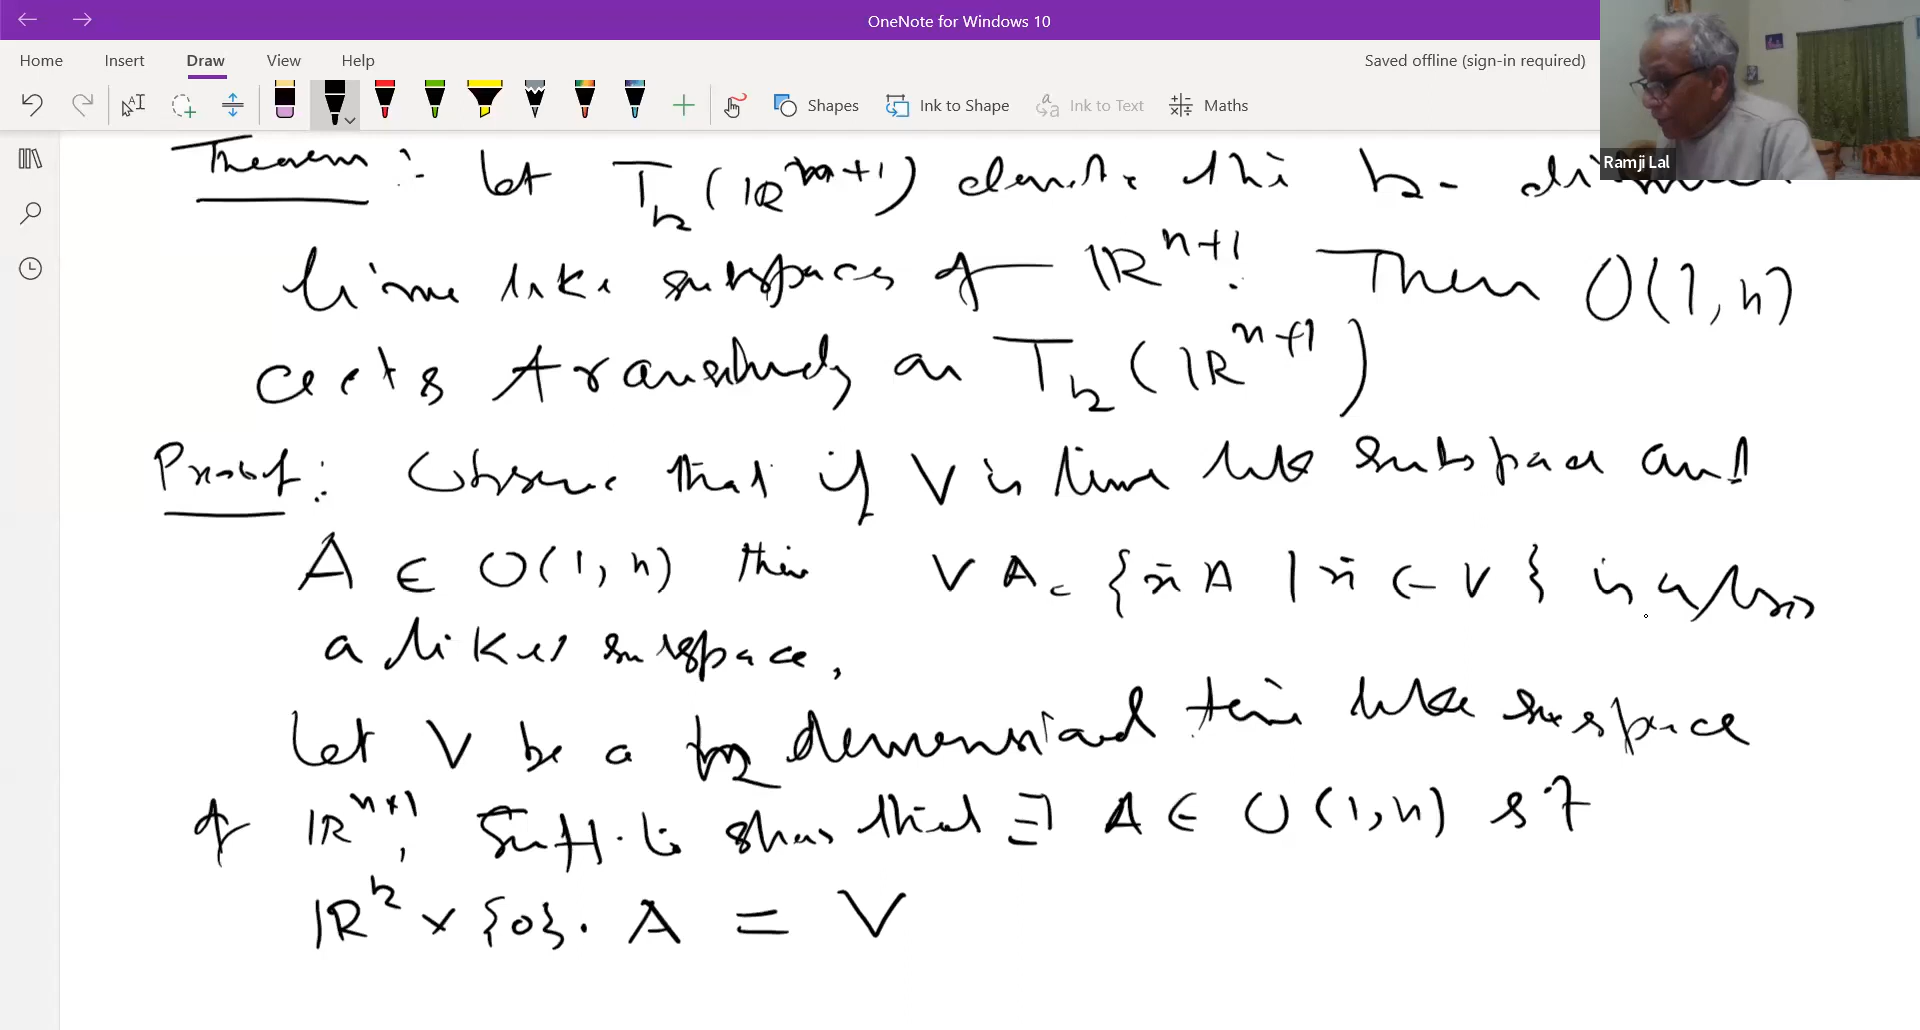 OneNote for Windows 10
Home Insert Draw View Help
Saved offline (sign-in required)
Shapes Ink to Shape Ink to Text Maths
Ramji Lal
Theorem :- Let T_k (ℝ^{n+1}) denote the k-
time like subspaces of ℝ^{n+1}. Then O(1, n)
acts transitively on T_k (ℝ^{n+1})
Proof: Observe that if V is time like subspace and
A ∈ O(1, n) then VA = {x̄ A | x̄ ∈ V} is also
a likes subspace,
Let V be a k dimensional time like subspace
of ℝ^{n+1}, Suff. to show that ∃ A ∈ O(1, n) s t
ℝ^k × {0} · A = V